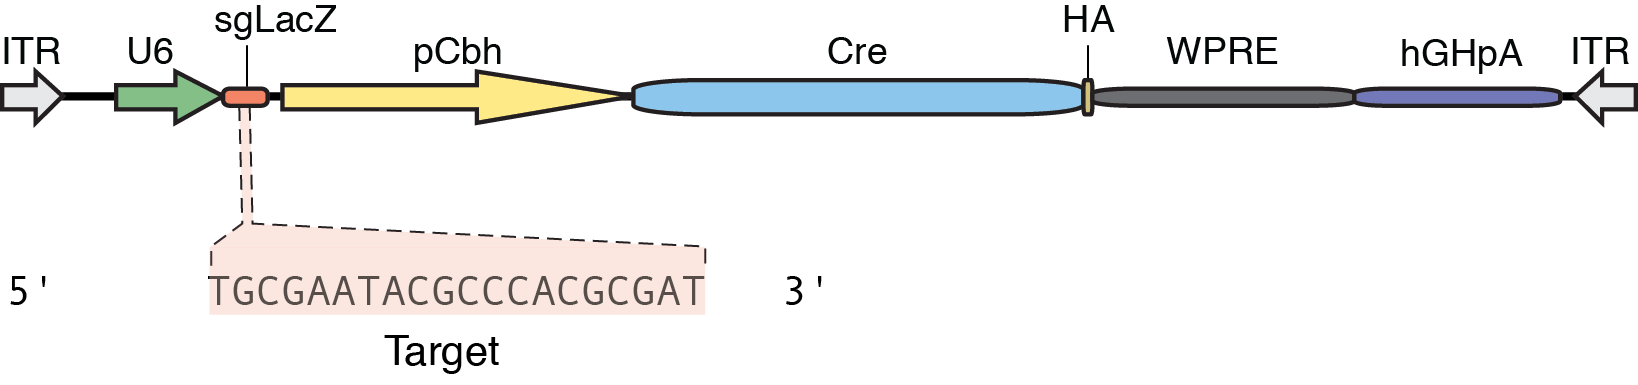 sgLacZ HA
ITR U6 pCbh Cre WPRE hGHpA ITR
5' TGCGAATACGCCCACGCGAT 3'
Target